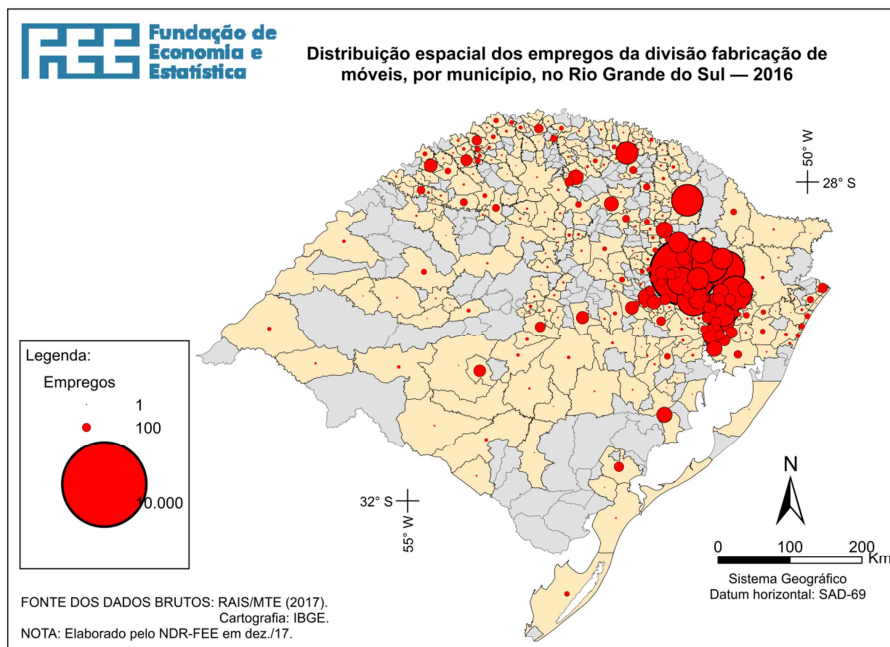 FEE
Fundação de
Economia e
Estatística
Distribuição espacial dos empregos da divisão fabricação de
móveis, por município, no Rio Grande do Sul — 2016
50° W
28° S
Legenda:
Empregos
1
100
10.000
32° S
55° W
N
0 100 200
Km
Sistema Geográfico
Datum horizontal: SAD-69
FONTE DOS DADOS BRUTOS: RAIS/MTE (2017).
Cartografia: IBGE.
NOTA: Elaborado pelo NDR-FEE em dez./17.